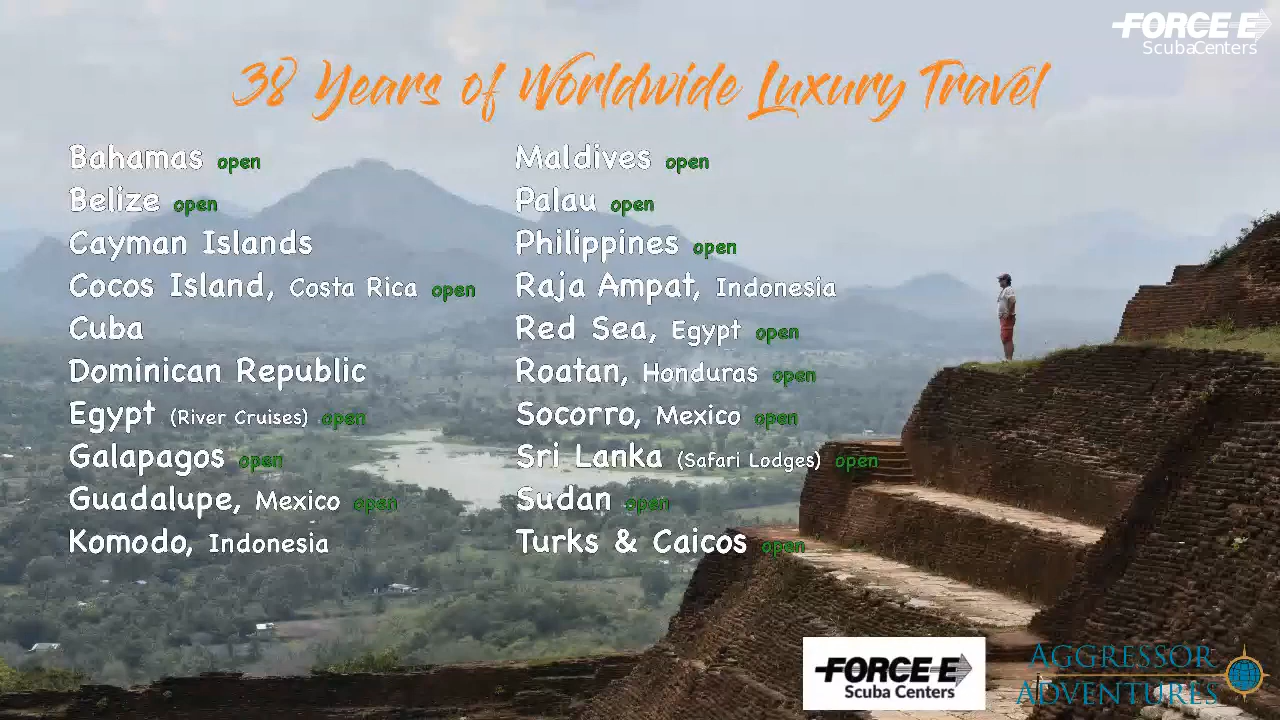 FORCE-E
ScubaCenters
38 Years of Worldwide Luxury Travel
Bahamas open
Belize open
Cayman Islands
Cocos Island, Costa Rica open
Cuba
Dominican Republic
Egypt (River Cruises) open
Galapagos open
Guadalupe, Mexico open
Komodo, Indonesia
Maldives open
Palau open
Philippines open
Raja Ampat, Indonesia
Red Sea, Egypt open
Roatan, Honduras open
Socorro, Mexico open
Sri Lanka (Safari Lodges) open
Sudan open
Turks & Caicos open
FORCE-E
Scuba Centers
AGGRESSOR
ADVENTURES